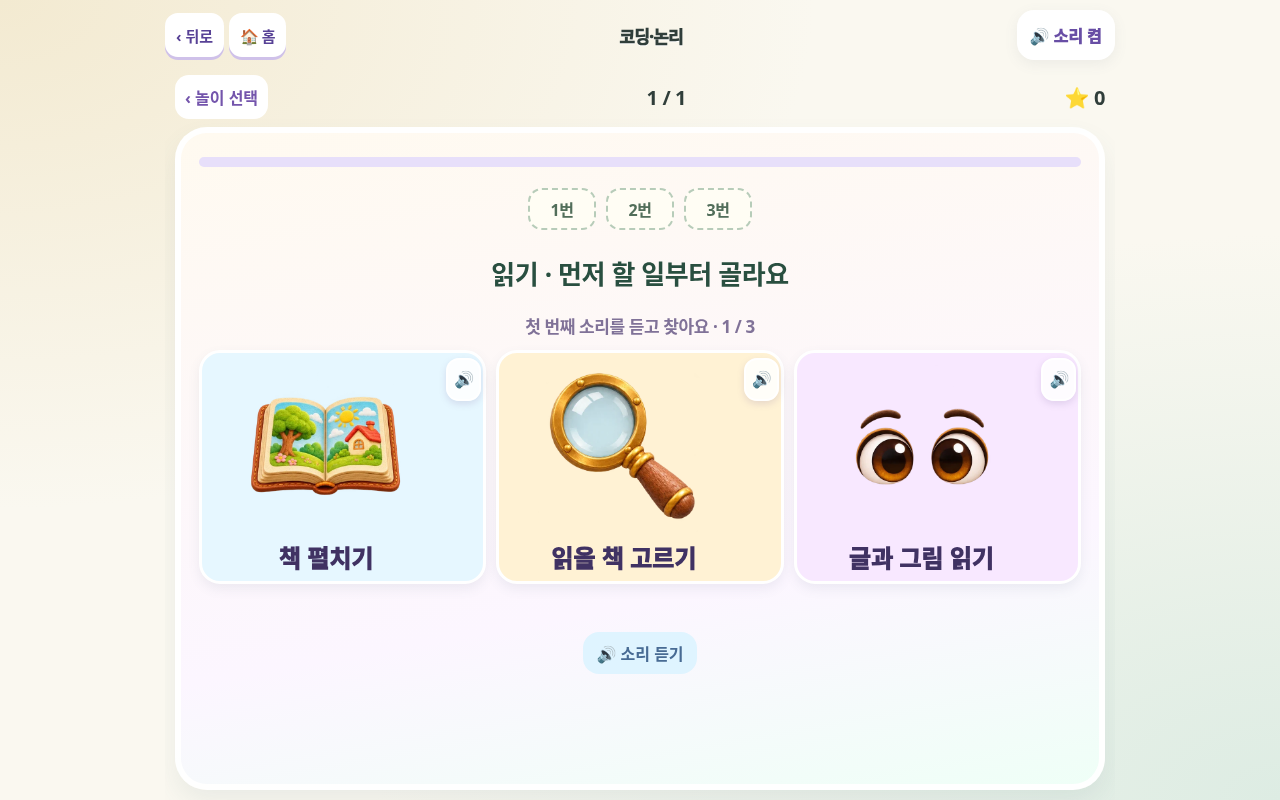 ‹ 뒤로
🏠 홈
코딩·논리
🔊 소리 켬
‹ 놀이 선택
1 / 1
⭐ 0
1번
2번
3번
읽기 · 먼저 할 일부터 골라요
첫 번째 소리를 듣고 찾아요 · 1 / 3
책 펼치기
읽을 책 고르기
글과 그림 읽기
🔊 소리 듣기